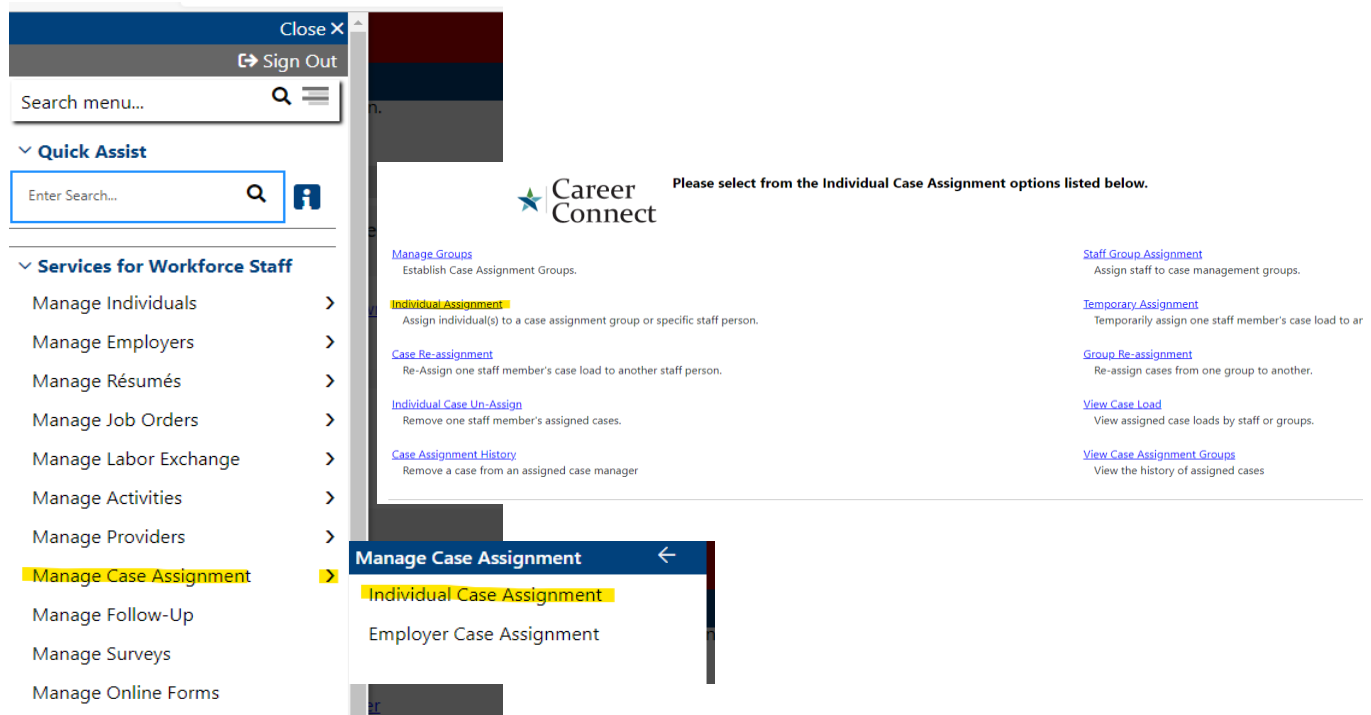 Close ✕
Sign Out
Search menu...
Quick Assist
Enter Search...
Services for Workforce Staff
Manage Individuals
Manage Employers
Manage Résumés
Manage Job Orders
Manage Labor Exchange
Manage Activities
Manage Providers
Manage Case Assignment
Manage Follow-Up
Manage Surveys
Manage Online Forms
Career
Connect
Please select from the Individual Case Assignment options listed below.
Manage Groups
Establish Case Assignment Groups.
Individual Assignment
Assign individual(s) to a case assignment group or specific staff person.
Case Re-assignment
Re-Assign one staff member's case load to another staff person.
Individual Case Un-Assign
Remove one staff member's assigned cases.
Case Assignment History
Remove a case from an assigned case manager
Staff Group Assignment
Assign staff to case management groups.
Temporary Assignment
Temporarily assign one staff member's case load to
Group Re-assignment
Re-assign cases from one group to another.
View Case Load
View assigned case loads by staff or groups.
View Case Assignment Groups
View the history of assigned cases
Manage Case Assignment
Individual Case Assignment
Employer Case Assignment